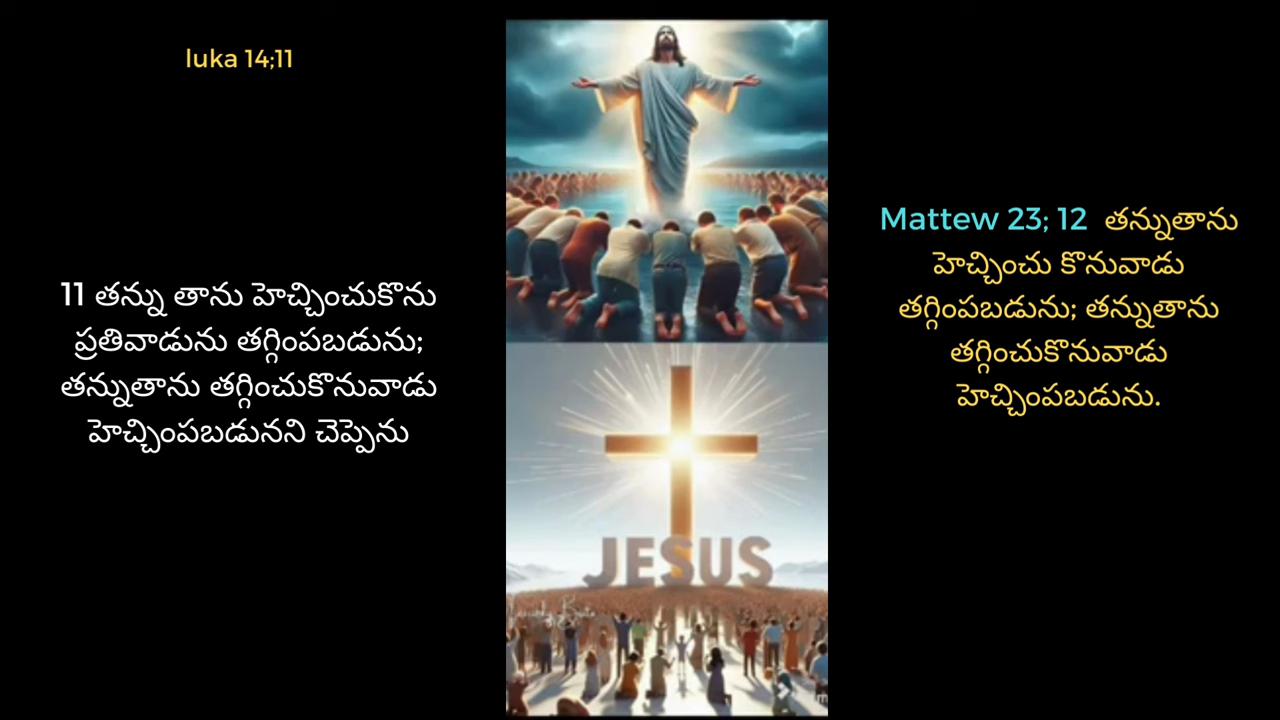 luka 14;11
11 తన్ను తాను హెచ్చించుకొను
ప్రతివాడును తగ్గింపబడును;
తన్నుతాను తగ్గించుకొనువాడు
హెచ్చింపబడునని చెప్పెను
JESUS
Mattew 23; 12 తన్నుతాను
హెచ్చించు కొనువాడు
తగ్గింపబడును; తన్నుతాను
తగ్గించుకొనువాడు
హెచ్చింపబడును.